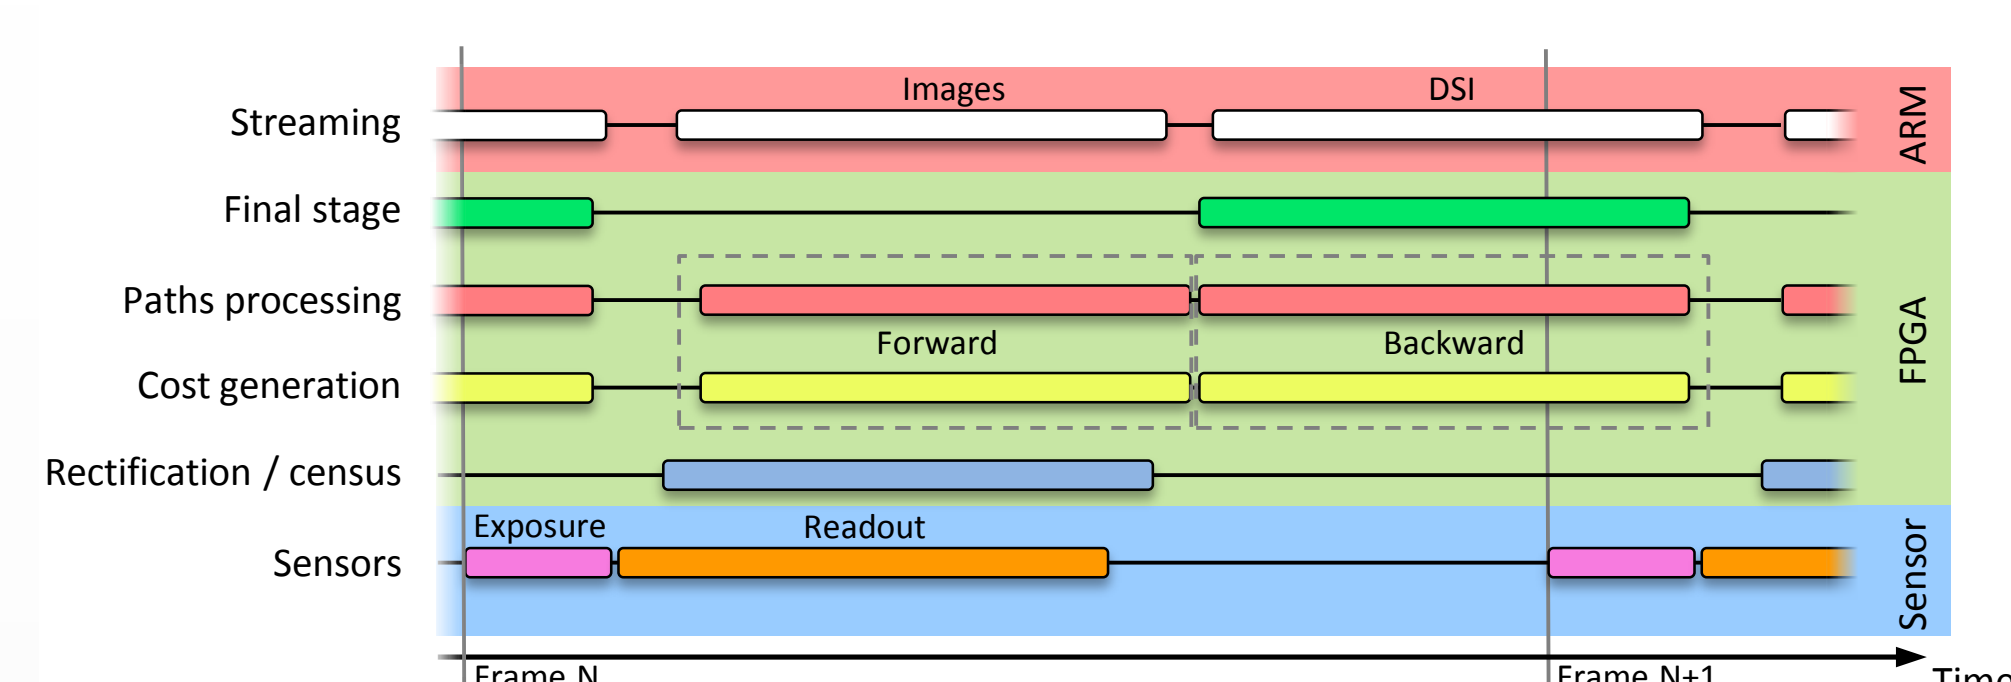 Images
DSI
Streaming
ARM
Final stage
Paths processing
Forward
Backward
FPGA
Cost generation
Rectification / census
Exposure
Readout
Sensors
Sensor
Frame N
Frame N+1
Time